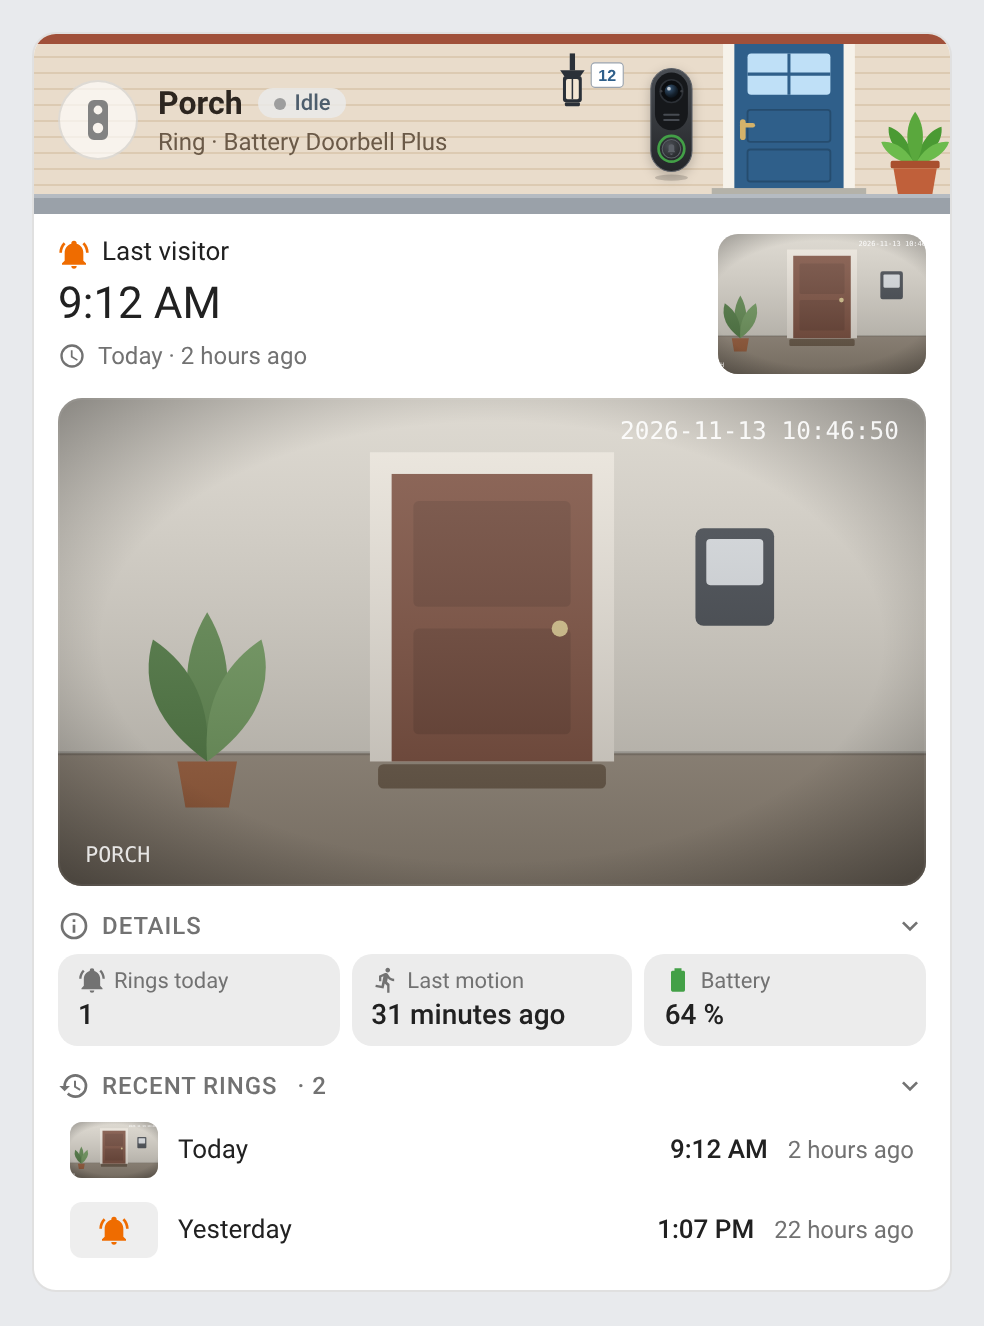 12
Porch
Idle
Ring · Battery Doorbell Plus
Last visitor
9:12 AM
Today · 2 hours ago
2026-11-13 10:46:50
PORCH
DETAILS
Rings today
1
Last motion
31 minutes ago
Battery
64 %
RECENT RINGS · 2
Today 9:12 AM 2 hours ago
Yesterday 1:07 PM 22 hours ago